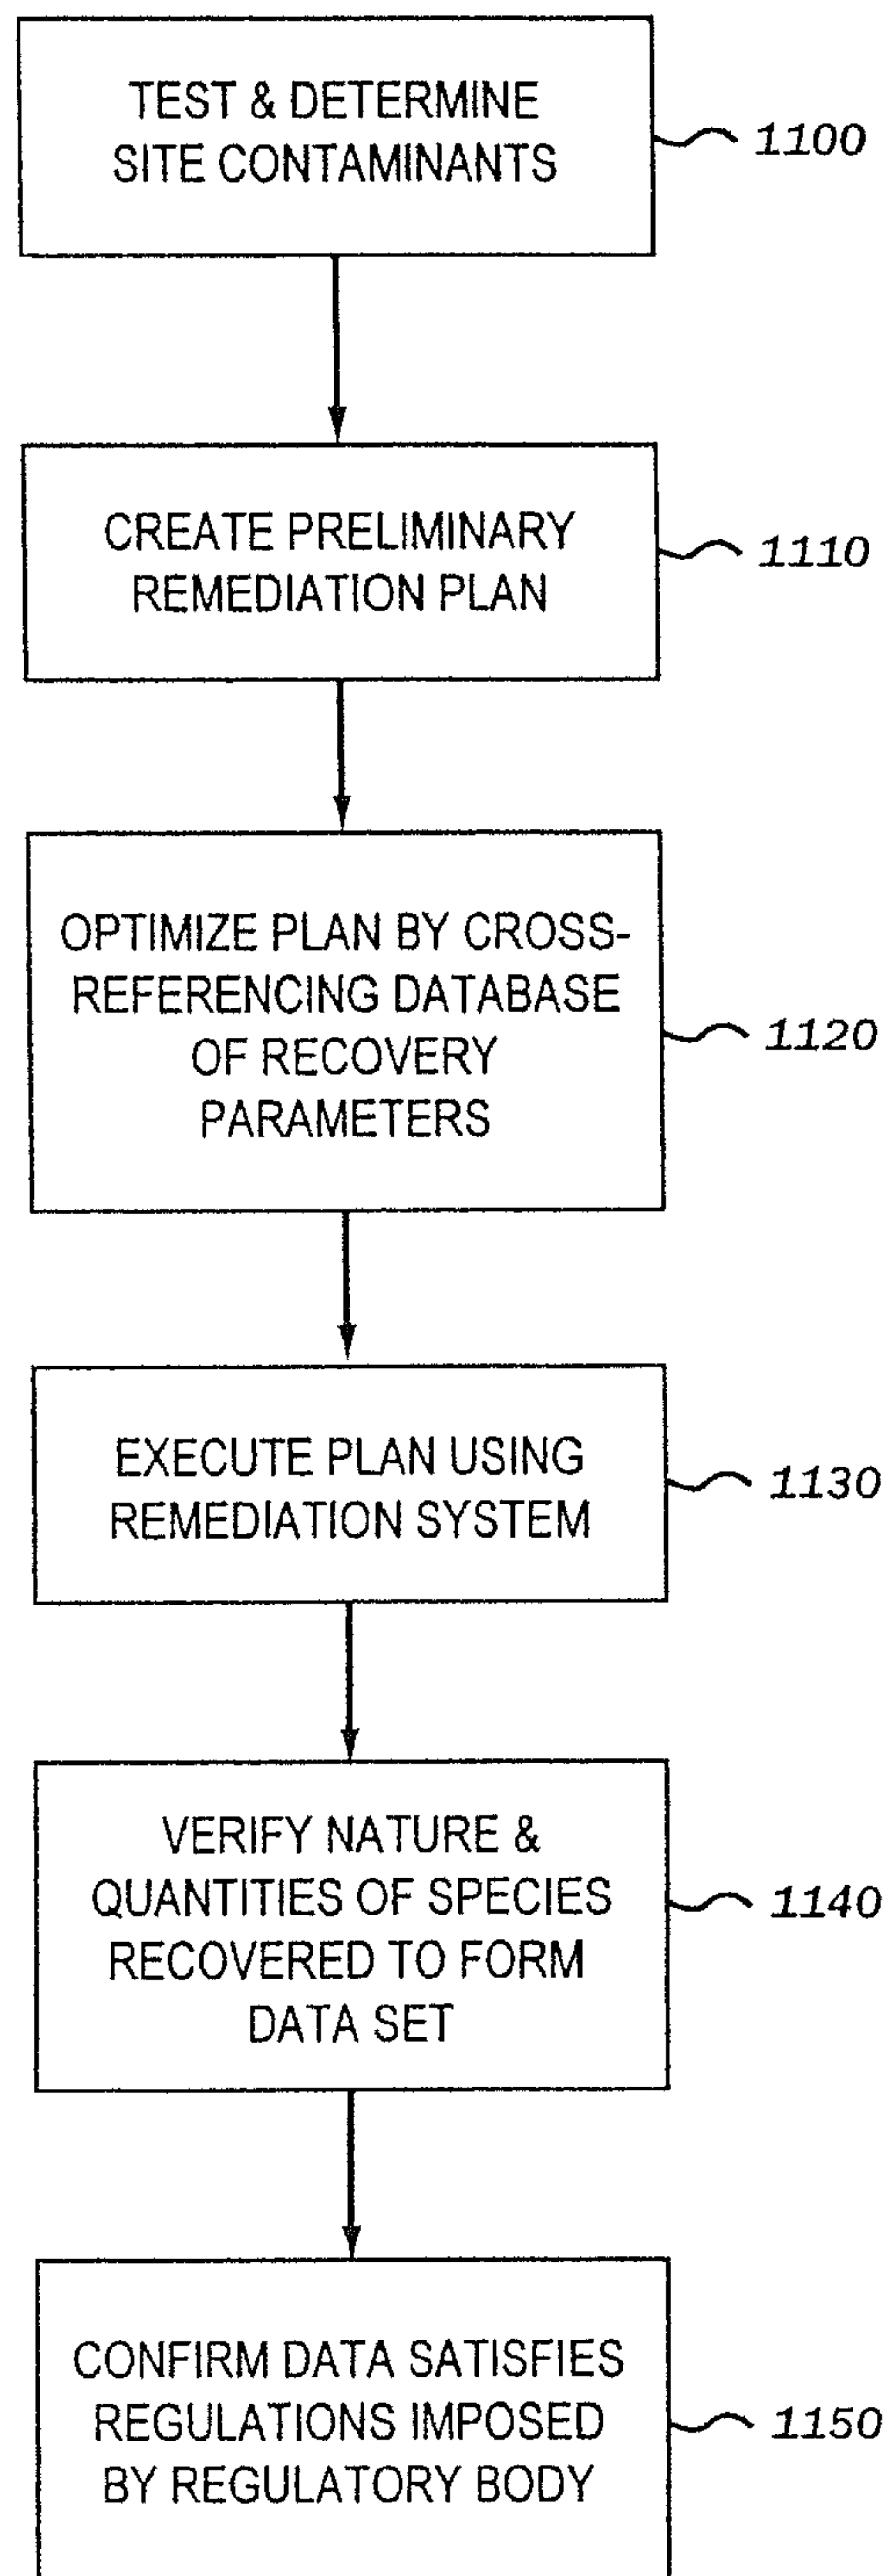 TEST & DETERMINE
SITE CONTAMINANTS
1100
CREATE PRELIMINARY
REMEDIATION PLAN
1110
OPTIMIZE PLAN BY CROSS-
REFERENCING DATABASE
OF RECOVERY
PARAMETERS
1120
EXECUTE PLAN USING
REMEDIATION SYSTEM
1130
VERIFY NATURE &
QUANTITIES OF SPECIES
RECOVERED TO FORM
DATA SET
1140
CONFIRM DATA SATISFIES
REGULATIONS IMPOSED
BY REGULATORY BODY
1150